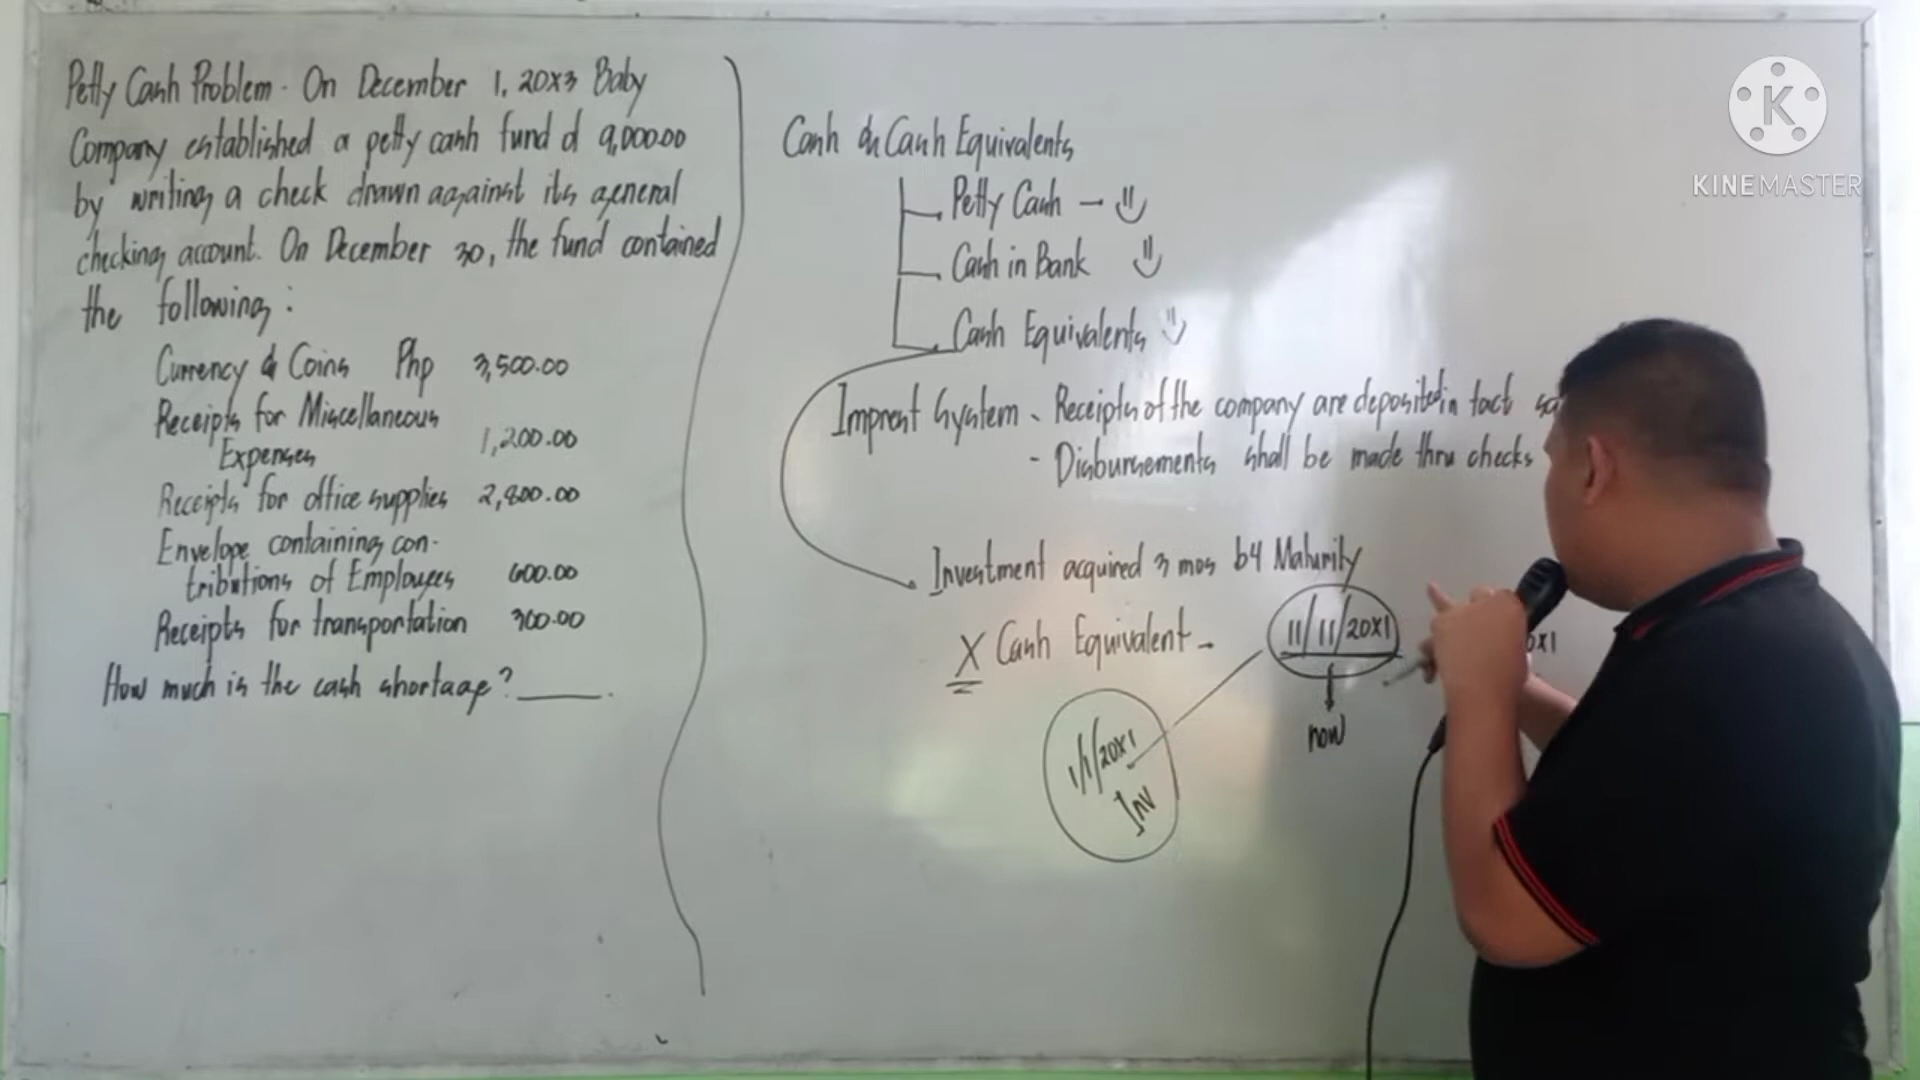 Petty Cash Problem - On December 1, 20x3 Baby
Company established a petty cash fund of 9,000.00
by writing a check drawn against its general
checking account. On December 30, the fund contained
the following:
Currency & Coins Php 3,500.00
Receipts for Miscellaneous
Expenses 1,200.00
Receipts for office supplies 2,800.00
Envelope containing con-
tributions of Employees 600.00
Receipts for transportation 300.00
How much is the cash shortage? ______.
Cash & Cash Equivalents
Petty Cash -
Cash in Bank
Cash Equivalents
Imprest System - Receipts of the company are deposited in tact
- Disbursements shall be made thru checks
Investment acquired 3 mos b4 Maturity
X Cash Equivalent - 11/11/20x1
now
1/1/20x1
Inv
K
KINEMASTER